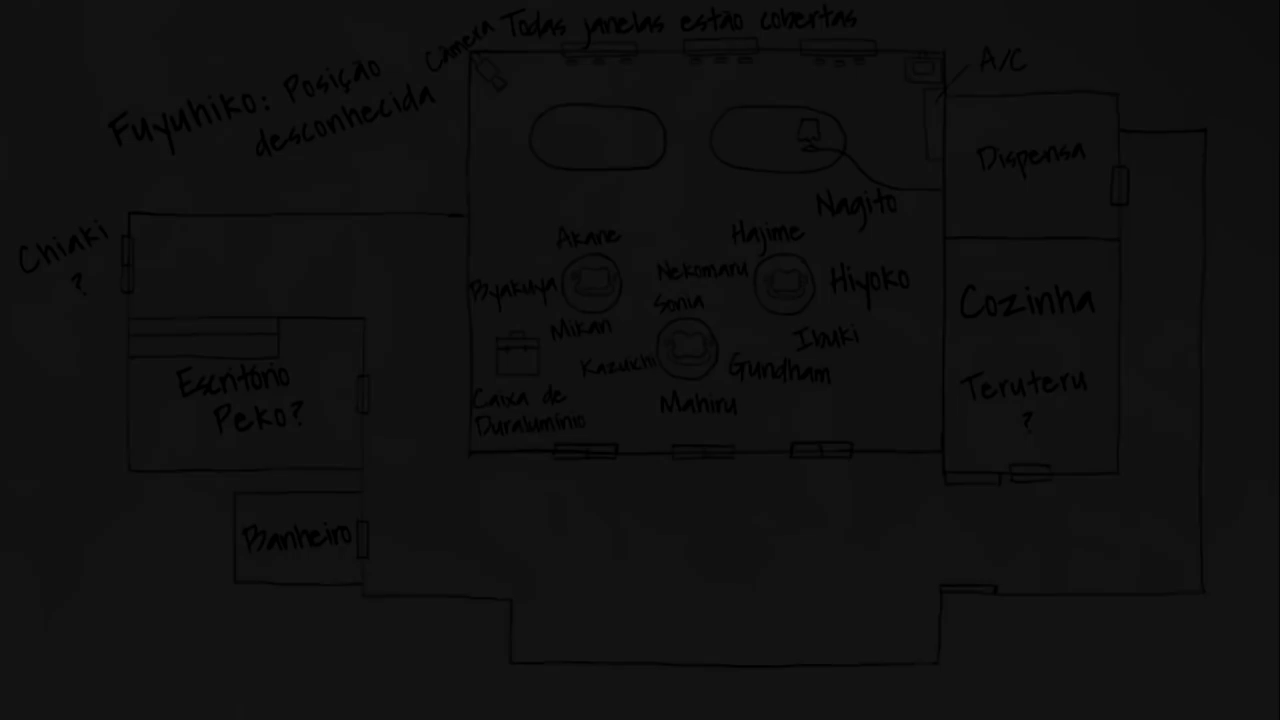 Todas janelas estão cobertas
Câmera
A/C
Fuyuhiko: Posição
desconhecida
Dispensa
Nagito
Chiaki
?
Akane
Hajime
Byakuya
Nekomaru
Hiyoko
Sonia
Cozinha
Mikan
Ibuki
Kazuichi
Gundham
Escritório
Peko?
Teruteru
?
Caixa de
Duralumínio
Mahiru
Banheiro